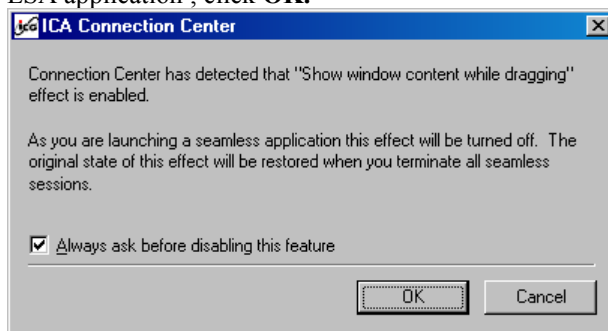 LSA application , click OK.
ica ICA Connection Center
Connection Center has detected that "Show window content while dragging"
effect is enabled.
As you are launching a seamless application this effect will be turned off. The
original state of this effect will be restored when you terminate all seamless
sessions.
Always ask before disabling this feature
OK Cancel